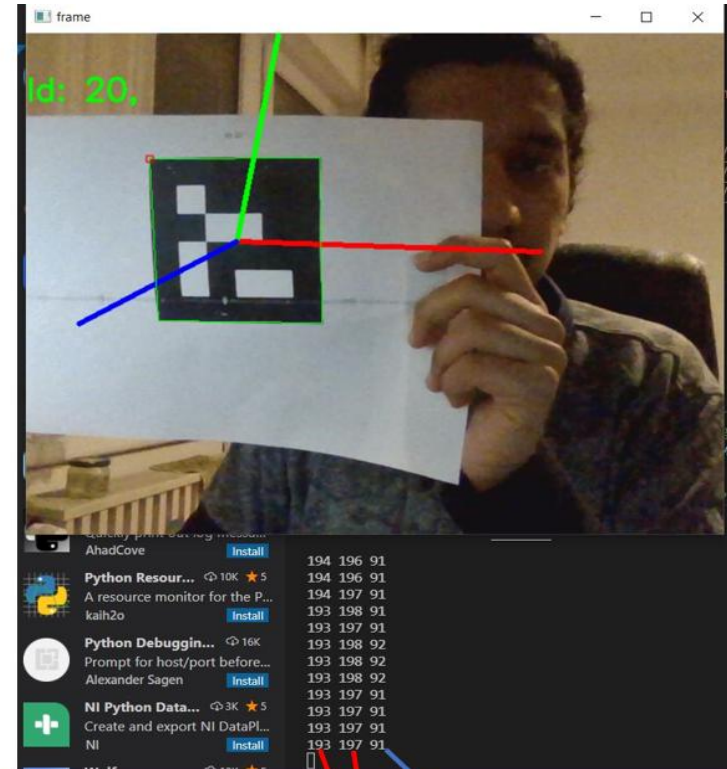 frame
Id: 20,
AhadCove
Install
Python Resour... 10K ★ 5
A resource monitor for the P...
kaih2o
Install
Python Debuggin... 16K
Prompt for host/port before...
Alexander Sagen
Install
NI Python Data... 3K ★ 5
Create and export NI DataPl...
NI
Install
194 196 91
194 196 91
194 197 91
193 198 91
193 197 91
193 198 92
193 198 92
193 198 92
193 197 91
193 197 91
193 197 91
193 197 91